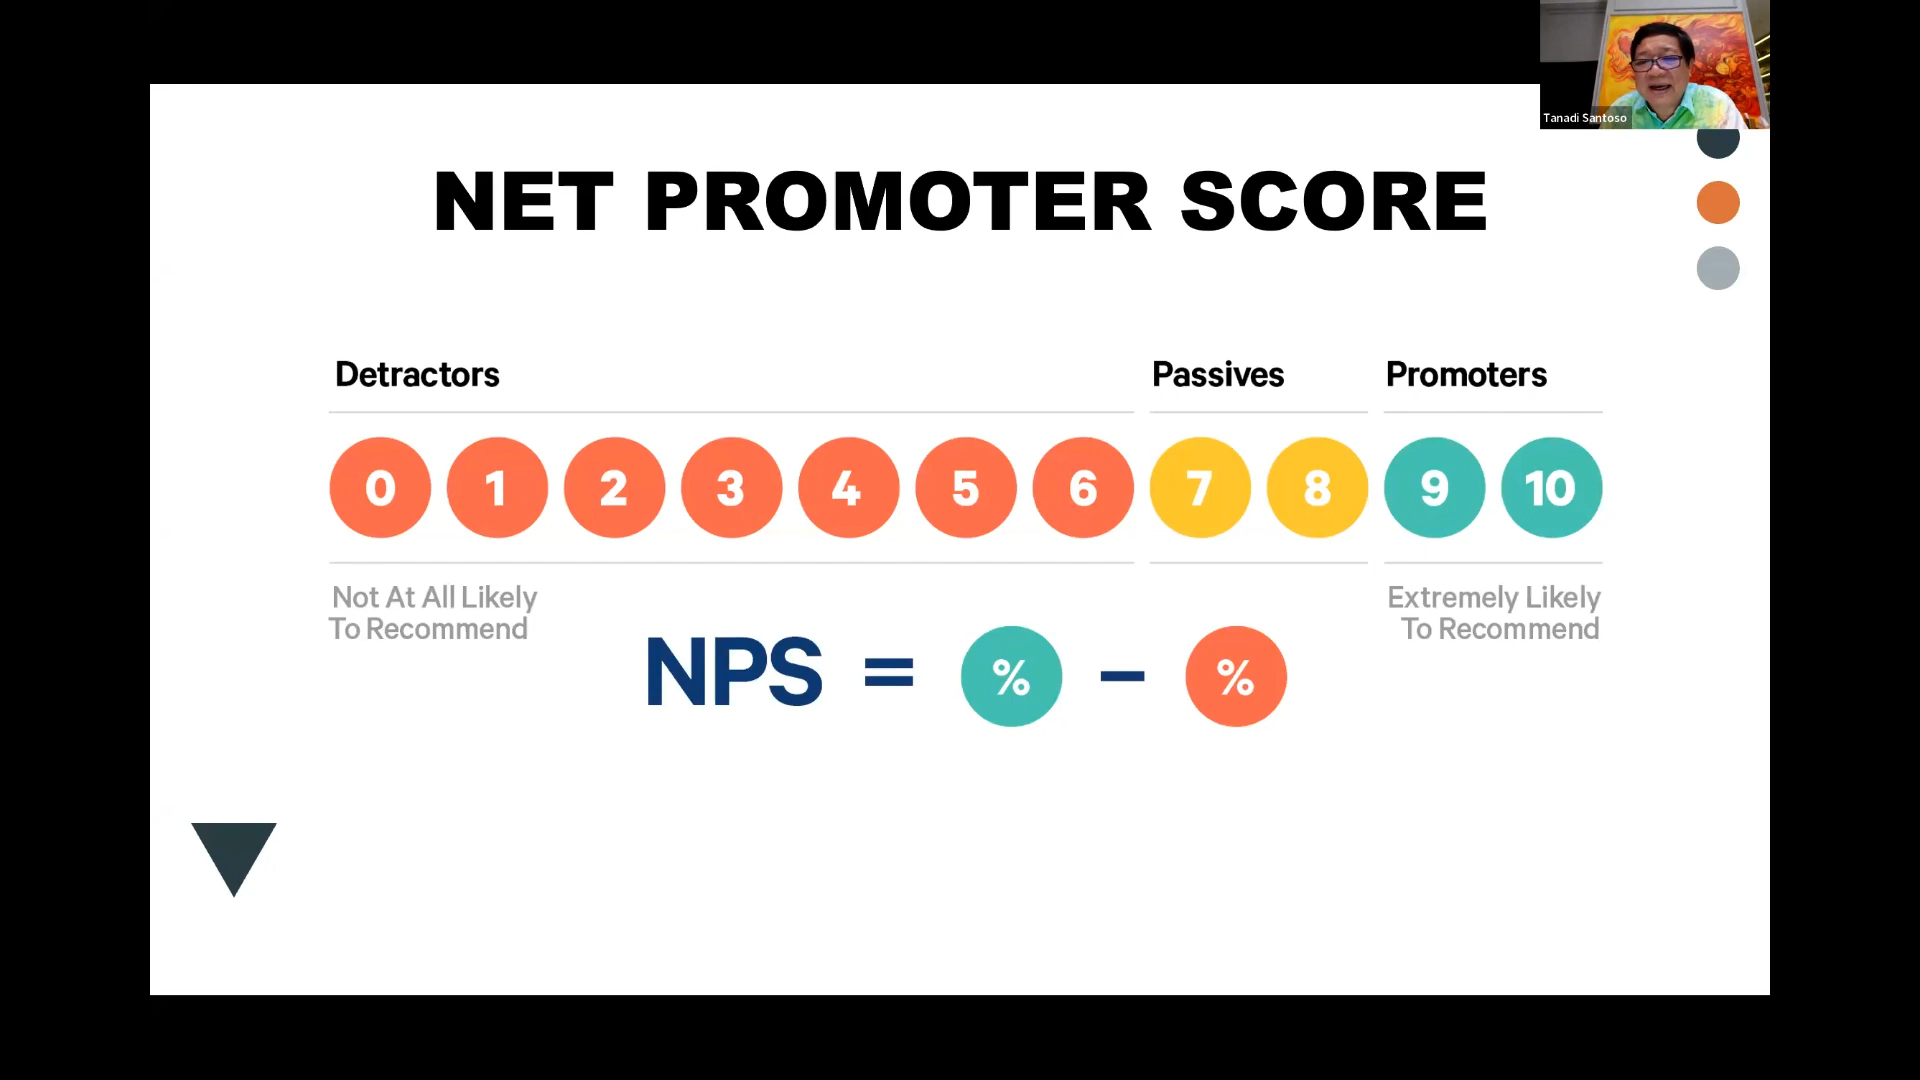 Tanadi Santoso
NET PROMOTER SCORE
Detractors Passives Promoters
0 1 2 3 4 5 6 7 8 9 10
Not At All Likely
To Recommend
Extremely Likely
To Recommend
NPS = % – %